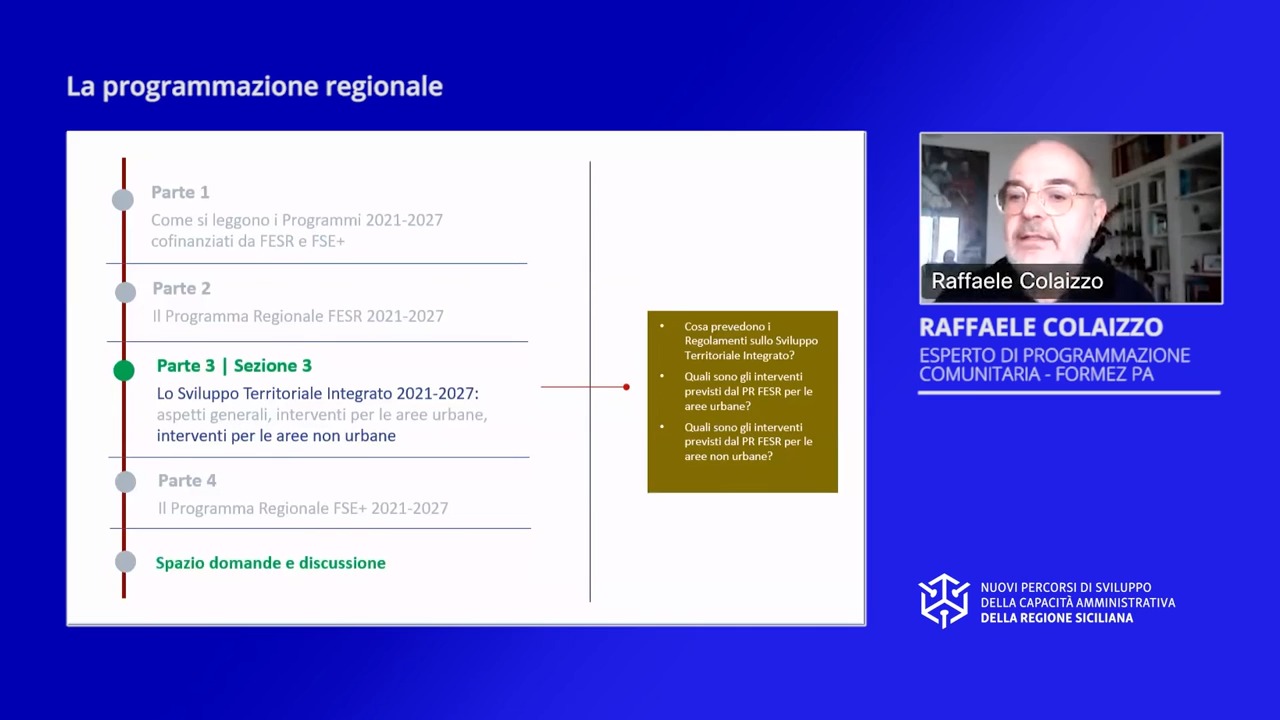 La programmazione regionale
Parte 1
Come si leggono i Programmi 2021-2027
cofinanziati da FESR e FSE+
Parte 2
Il Programma Regionale FESR 2021-2027
Parte 3 | Sezione 3
Lo Sviluppo Territoriale Integrato 2021-2027:
aspetti generali, interventi per le aree urbane,
interventi per le aree non urbane
Parte 4
Il Programma Regionale FSE+ 2021-2027
Spazio domande e discussione
• Cosa prevedono i
Regolamenti sullo Sviluppo
Territoriale Integrato?
• Quali sono gli interventi
previsti dal PR FESR per le
aree urbane?
• Quali sono gli interventi
previsti dal PR FESR per le
aree non urbane?
Raffaele Colaizzo
RAFFAELE COLAIZZO
ESPERTO DI PROGRAMMAZIONE
COMUNITARIA - FORMEZ PA
NUOVI PERCORSI DI SVILUPPO
DELLA CAPACITÀ AMMINISTRATIVA
DELLA REGIONE SICILIANA